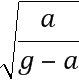 √(a / (g − a))